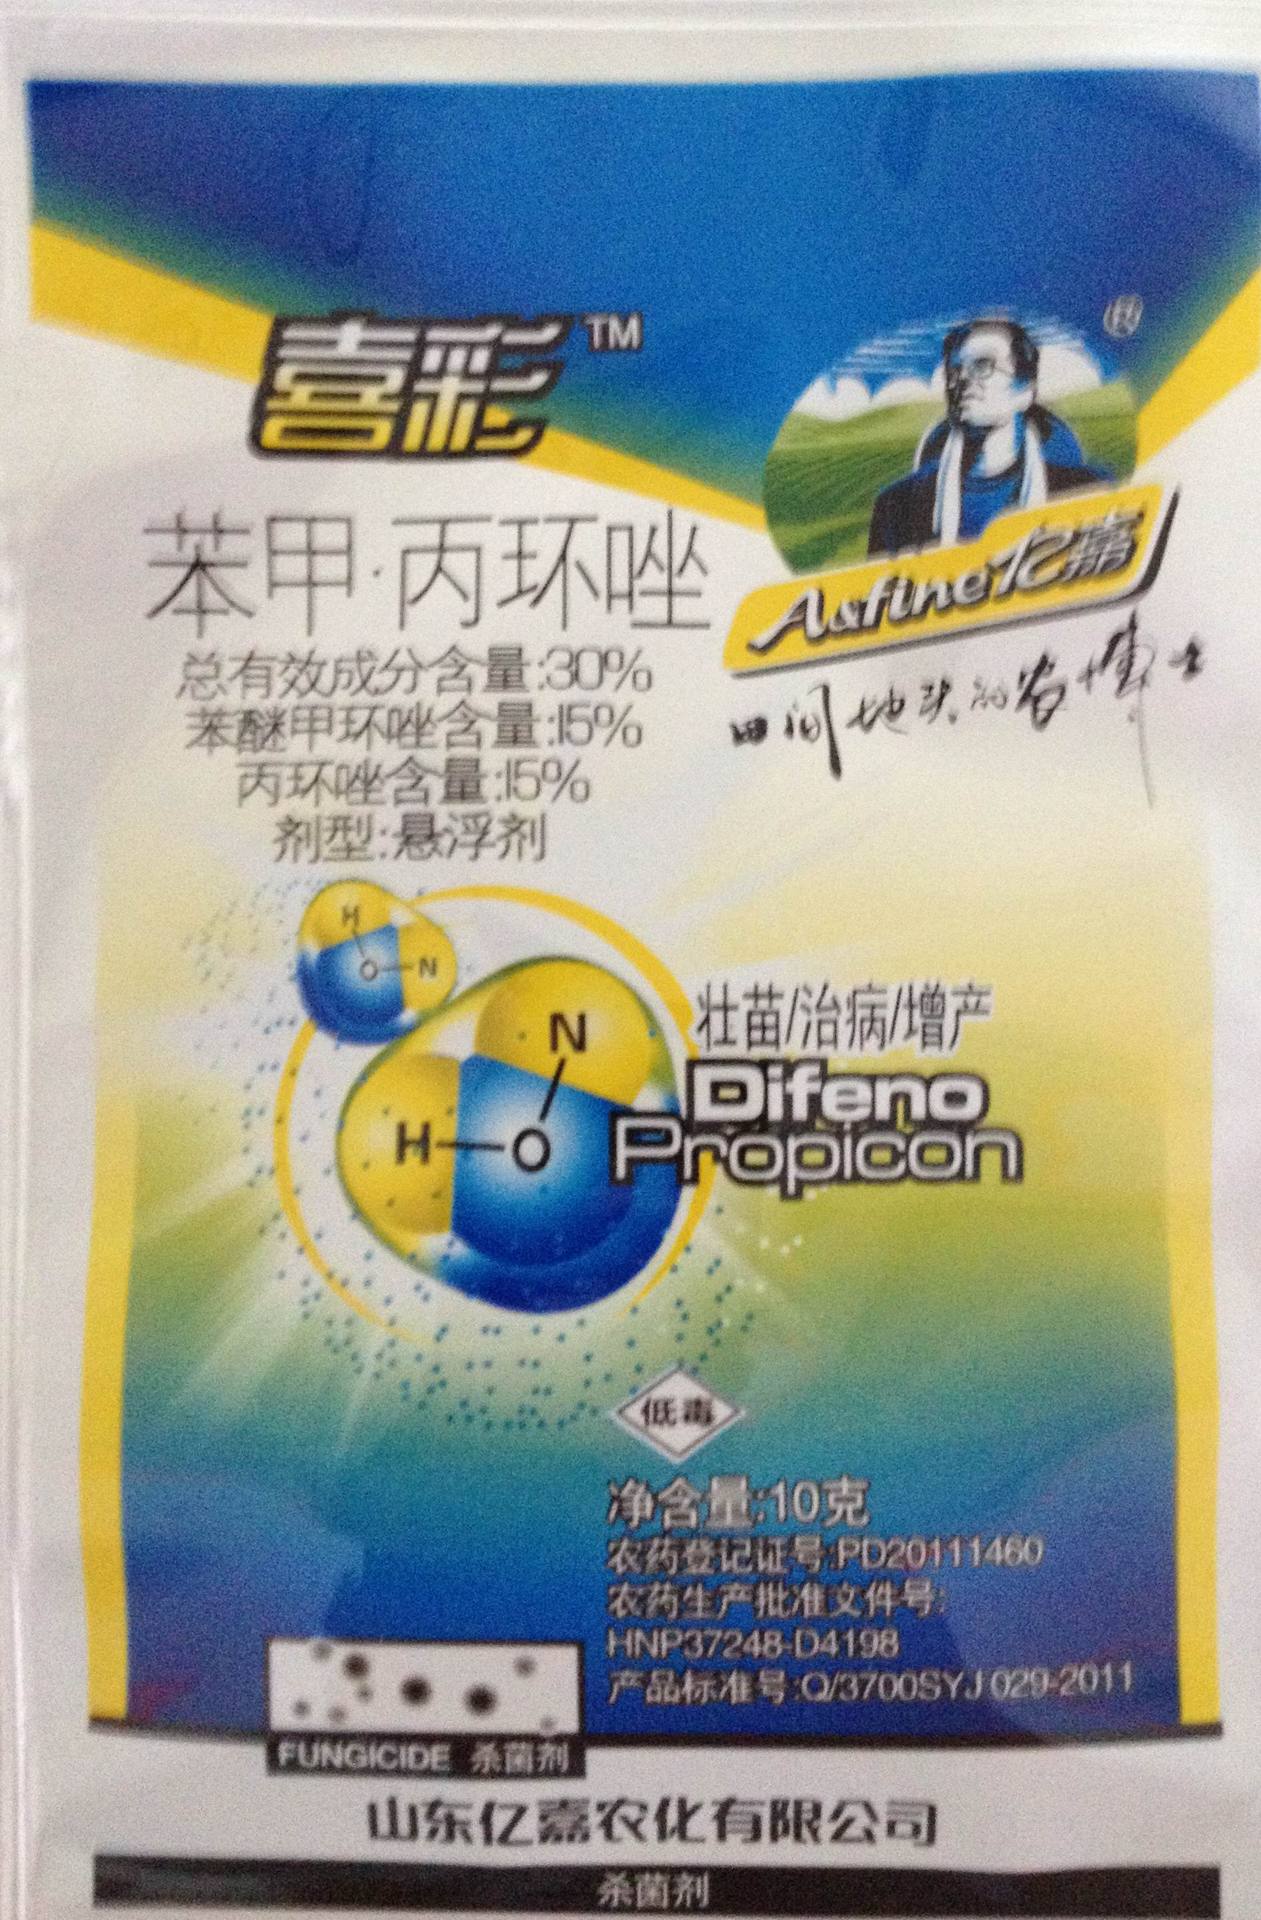 喜彩 TM
®
A&fine亿嘉
田间地头的农博士
苯甲·丙环唑
总有效成分含量:30%
苯醚甲环唑含量:15%
丙环唑含量:15%
剂型:悬浮剂
H
O N
N
H O
壮苗/治病/增产
Difeno
Propicon
低毒
净含量:10克
农药登记证号:PD20111460
农药生产批准文件号:
HNP37248-D4198
产品标准号:Q/3700SYJ 029-2011
FUNGICIDE 杀菌剂
山东亿嘉农化有限公司
杀菌剂